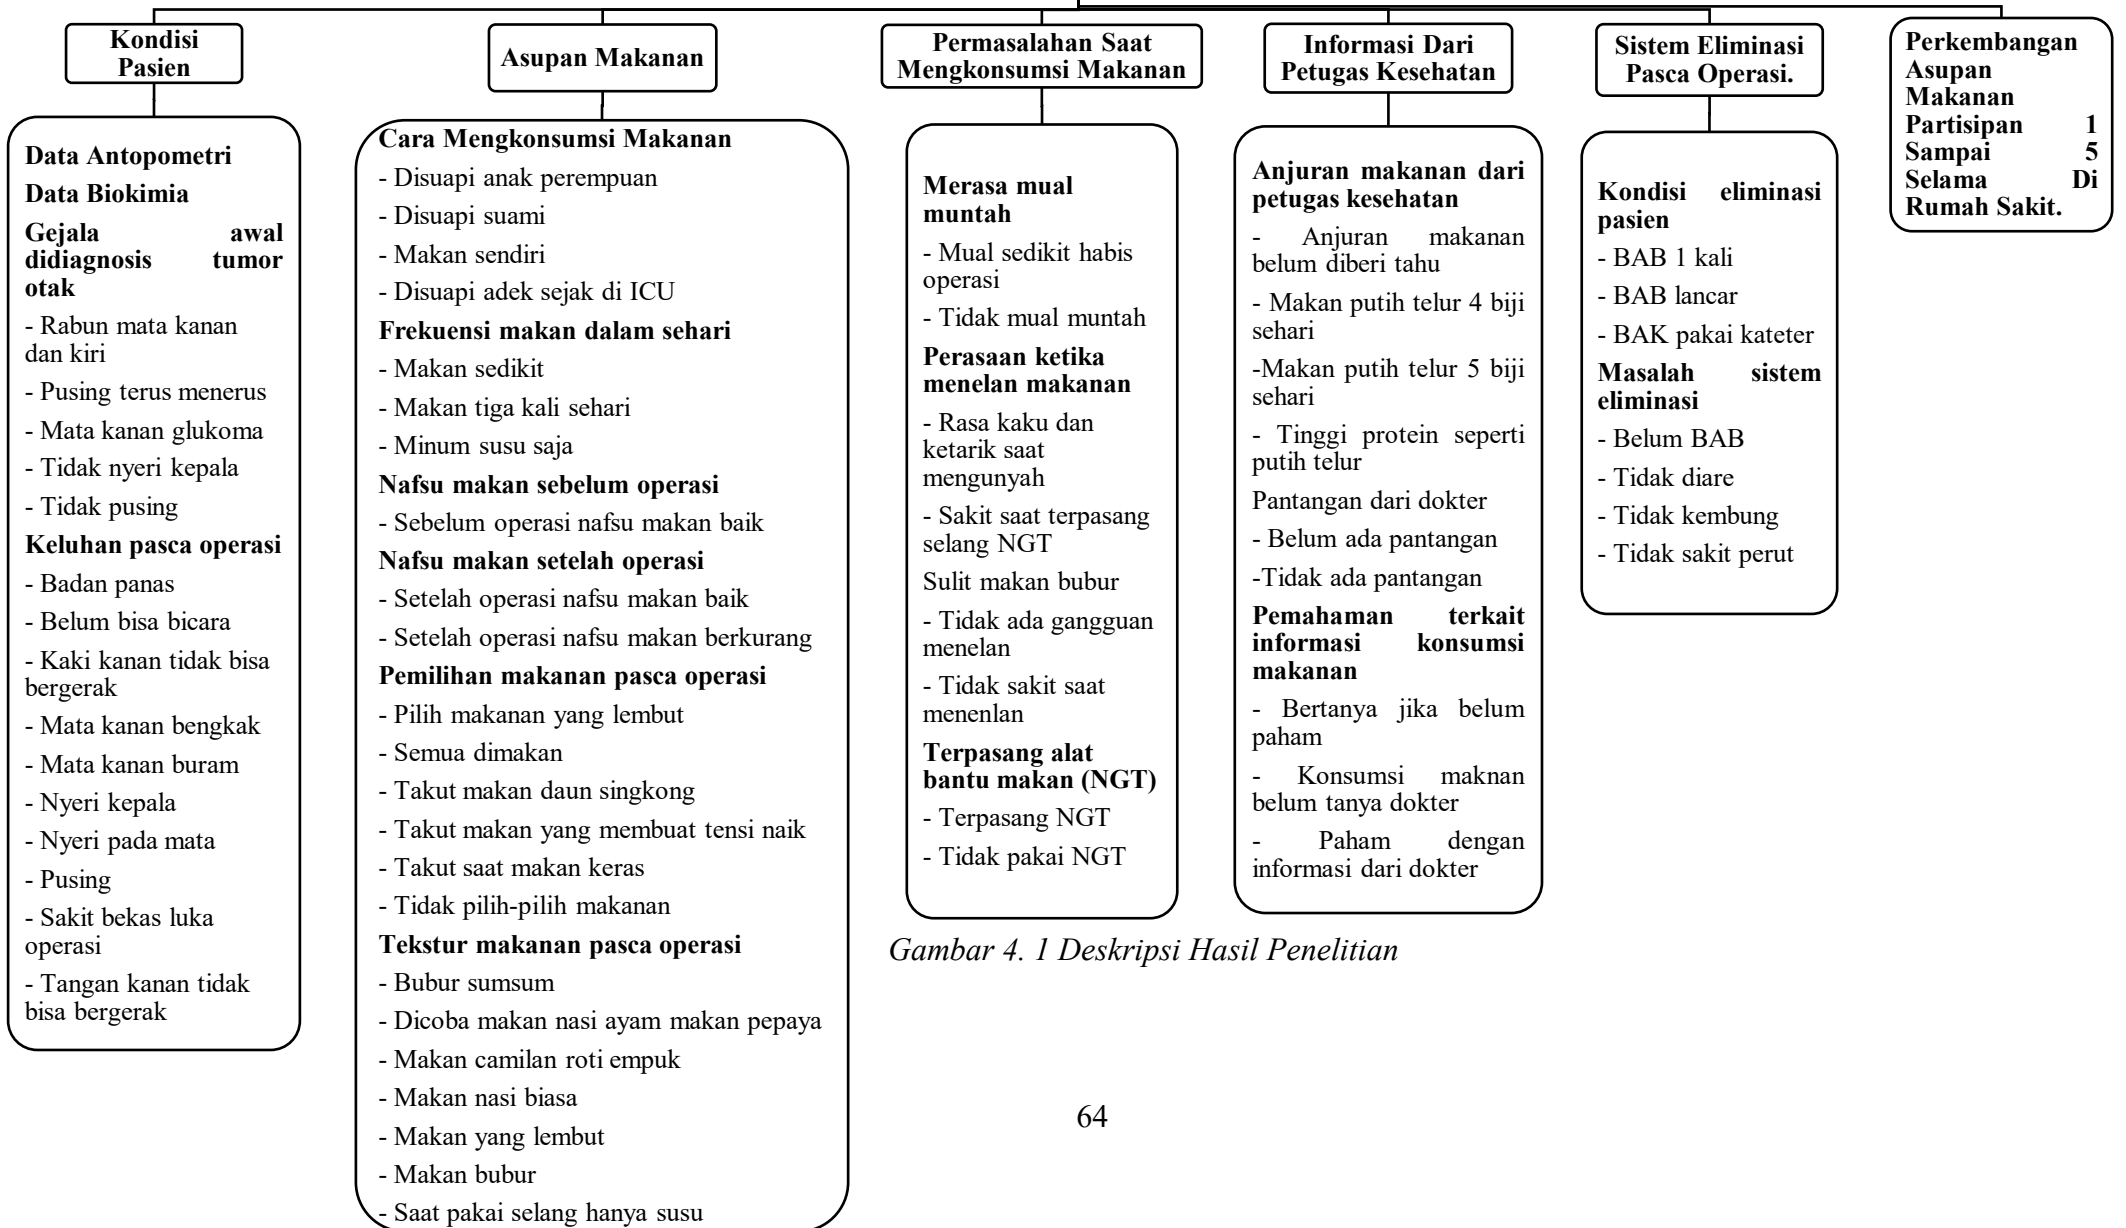 Kondisi
Pasien
Data Antopometri
Data Biokimia
Gejala awal
didiagnosis tumor
otak
- Rabun mata kanan
dan kiri
- Pusing terus menerus
- Mata kanan glukoma
- Tidak nyeri kepala
- Tidak pusing
Keluhan pasca operasi
- Badan panas
- Belum bisa bicara
- Kaki kanan tidak bisa
bergerak
- Mata kanan bengkak
- Mata kanan buram
- Nyeri kepala
- Nyeri pada mata
- Pusing
- Sakit bekas luka
operasi
- Tangan kanan tidak
bisa bergerak
Asupan Makanan
Cara Mengkonsumsi Makanan
- Disuapi anak perempuan
- Disuapi suami
- Makan sendiri
- Disuapi adek sejak di ICU
Frekuensi makan dalam sehari
- Makan sedikit
- Makan tiga kali sehari
- Minum susu saja
Nafsu makan sebelum operasi
- Sebelum operasi nafsu makan baik
Nafsu makan setelah operasi
- Setelah operasi nafsu makan baik
- Setelah operasi nafsu makan berkurang
Pemilihan makanan pasca operasi
- Pilih makanan yang lembut
- Semua dimakan
- Takut makan daun singkong
- Takut makan yang membuat tensi naik
- Takut saat makan keras
- Tidak pilih-pilih makanan
Tekstur makanan pasca operasi
- Bubur sumsum
- Dicoba makan nasi ayam makan pepaya
- Makan camilan roti empuk
- Makan nasi biasa
- Makan yang lembut
- Makan bubur
- Saat pakai selang hanya susu
Permasalahan Saat
Mengkonsumsi Makanan
Merasa mual
muntah
- Mual sedikit habis
operasi
- Tidak mual muntah
Perasaan ketika
menelan makanan
- Rasa kaku dan
ketarik saat
mengunyah
- Sakit saat terpasang
selang NGT
Sulit makan bubur
- Tidak ada gangguan
menelan
- Tidak sakit saat
menenlan
Terpasang alat
bantu makan (NGT)
- Terpasang NGT
- Tidak pakai NGT
Informasi Dari
Petugas Kesehatan
Anjuran makanan dari
petugas kesehatan
- Anjuran makanan
belum diberi tahu
- Makan putih telur 4 biji
sehari
-Makan putih telur 5 biji
sehari
- Tinggi protein seperti
putih telur
Pantangan dari dokter
- Belum ada pantangan
-Tidak ada pantangan
Pemahaman terkait
informasi konsumsi
makanan
- Bertanya jika belum
paham
- Konsumsi maknan
belum tanya dokter
- Paham dengan
informasi dari dokter
Sistem Eliminasi
Pasca Operasi.
Kondisi eliminasi
pasien
- BAB 1 kali
- BAB lancar
- BAK pakai kateter
Masalah sistem
eliminasi
- Belum BAB
- Tidak diare
- Tidak kembung
- Tidak sakit perut
Perkembangan
Asupan
Makanan
Partisipan 1
Sampai 5
Selama Di
Rumah Sakit.
Gambar 4. 1 Deskripsi Hasil Penelitian
64